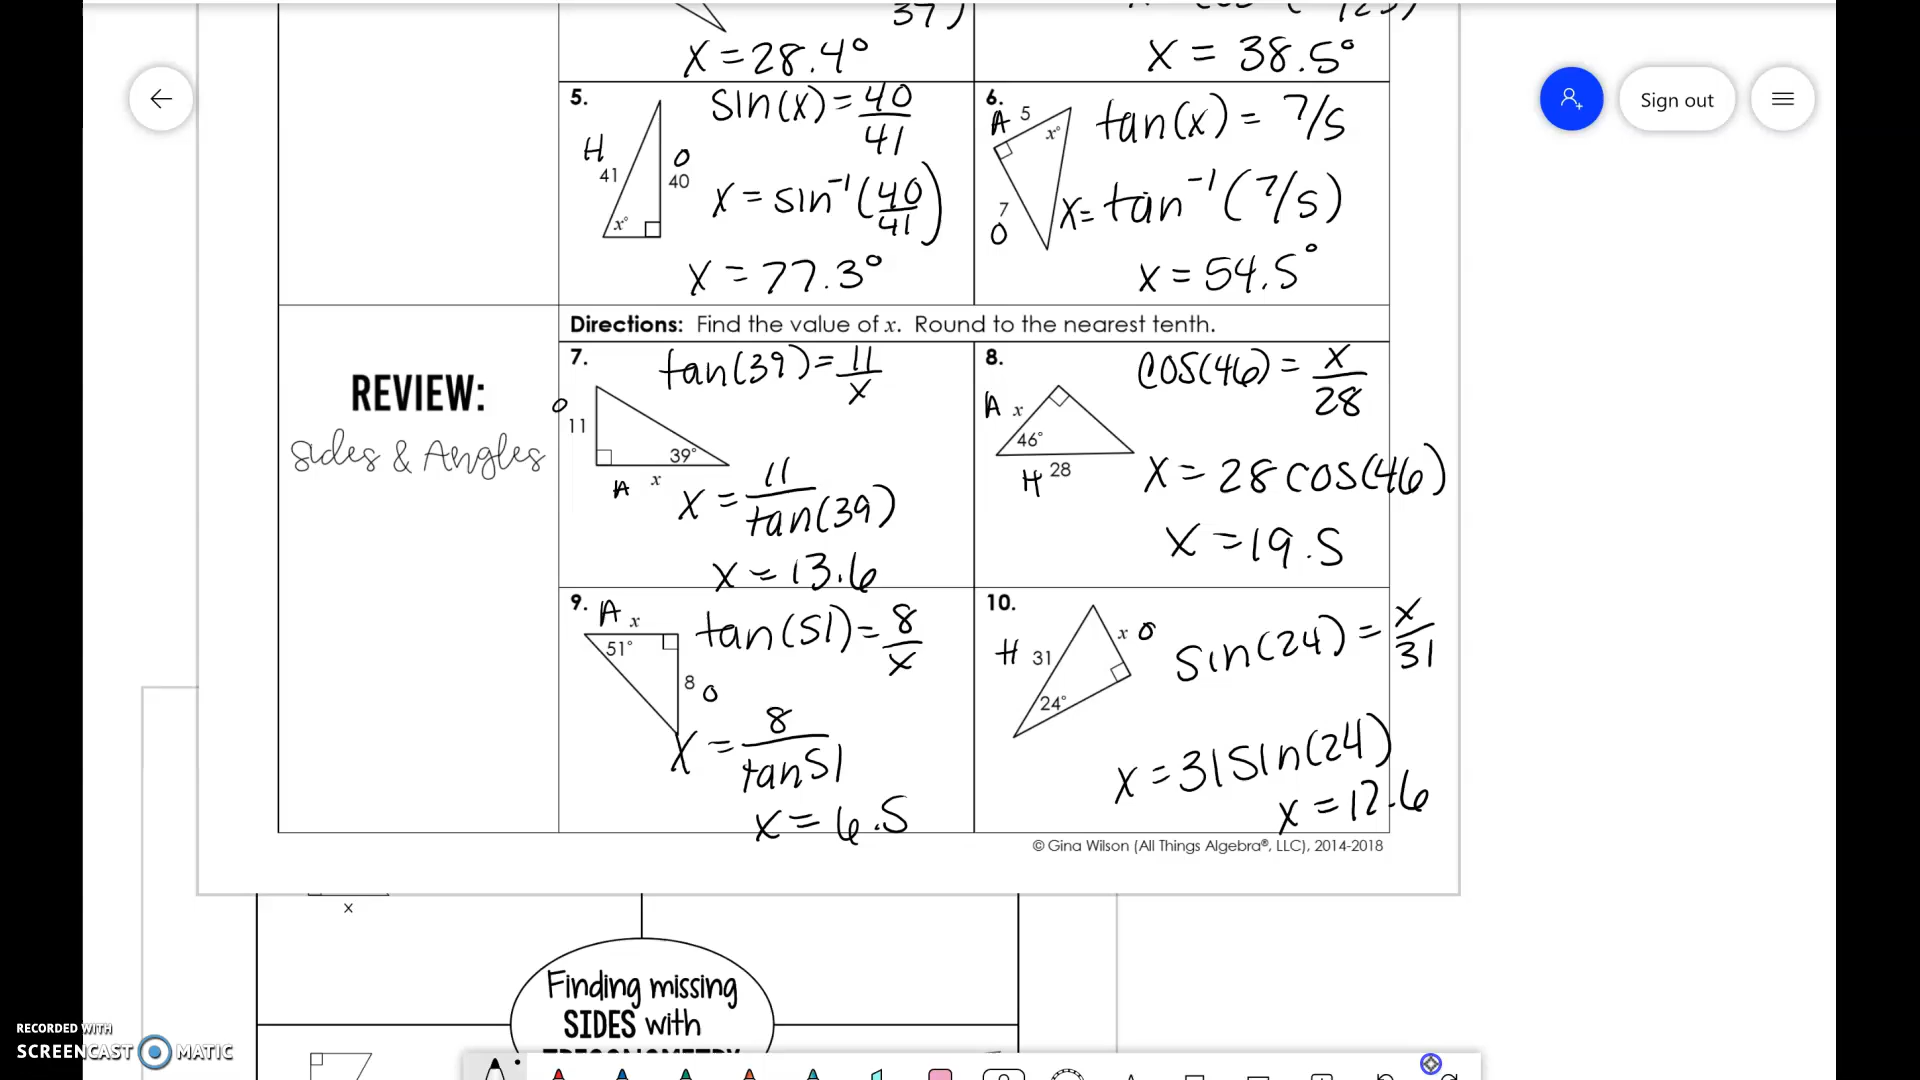 37)
x = 28.4°
x = 38.5°
5.
sin(x) = 40/41
H
41
O
40
x°
x = sin⁻¹(40/41)
x = 77.3°
6.
A 5
x°
tan(x) = 7/5
7
O
x = tan⁻¹(7/5)
x = 54.5°
Sign out
Directions: Find the value of x. Round to the nearest tenth.
REVIEW:
Sides & Angles
7.
tan(39) = 11/x
O
11
39°
A x
x = 11/tan(39)
x = 13.6
8.
cos(46) = x/28
A x
46°
H 28
x = 28 cos(46)
x = 19.5
9.
A x
51°
8 O
tan(51) = 8/x
x = 8/tan51
x = 6.5
10.
H 31
x O
24°
sin(24) = x/31
x = 31 sin(24)
x = 12.6
© Gina Wilson (All Things Algebra®, LLC), 2014-2018
x
Finding missing
SIDES with
TRIGONOMETRY
RECORDED WITH
SCREENCAST MATIC